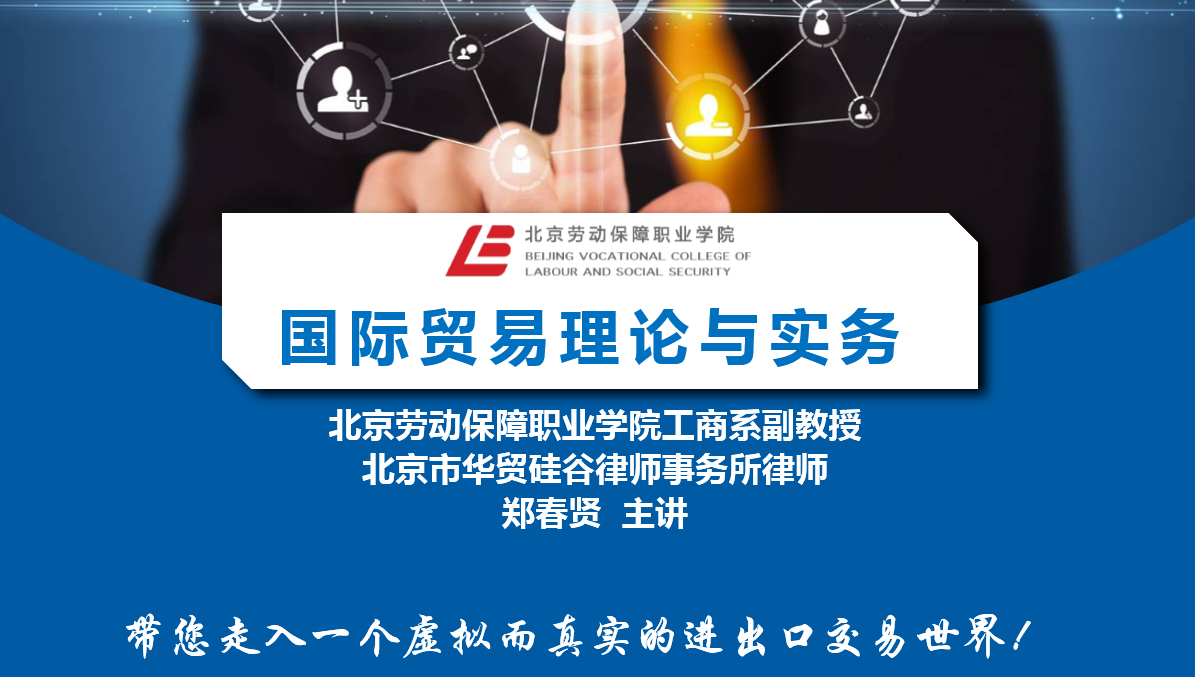 北京劳动保障职业学院
BEIJING VOCATIONAL COLLEGE OF
LABOUR AND SOCIAL SECURITY
国际贸易理论与实务
北京劳动保障职业学院工商系副教授
北京市华贸硅谷律师事务所律师
郑春贤 主讲
带您走入一个虚拟而真实的进出口交易世界!